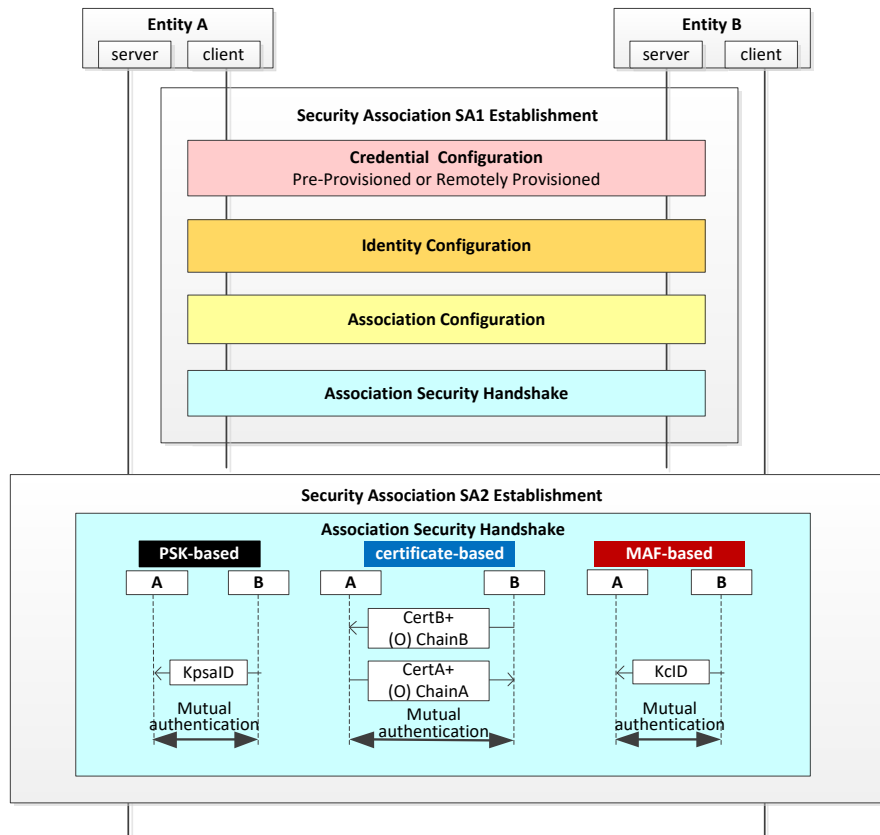 Entity A
server
client
Entity B
server
client
Security Association SA1 Establishment
Credential Configuration
Pre-Provisioned or Remotely Provisioned
Identity Configuration
Association Configuration
Association Security Handshake
Security Association SA2 Establishment
Association Security Handshake
PSK-based
A
B
KpsaID
Mutual
authentication
certificate-based
A
B
CertB+
(O) ChainB
CertA+
(O) ChainA
Mutual
authentication
MAF-based
A
B
KcID
Mutual
authentication